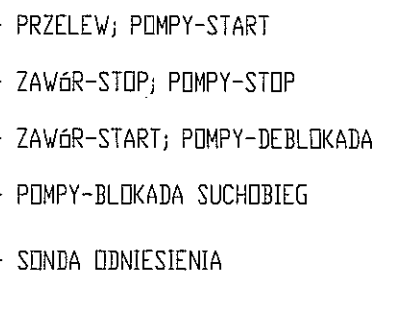 - PRZELEW; POMPY-START
- ZAWóR-STOP; POMPY-STOP
- ZAWóR-START; POMPY-DEBLOKADA
- POMPY-BLOKADA SUCHOBIEG
- SONDA ODNIESIENIA